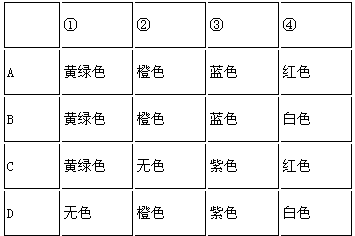 ① ② ③ ④
A 黄绿色 橙色 蓝色 红色
B 黄绿色 橙色 蓝色 白色
C 黄绿色 无色 紫色 红色
D 无色 橙色 紫色 白色